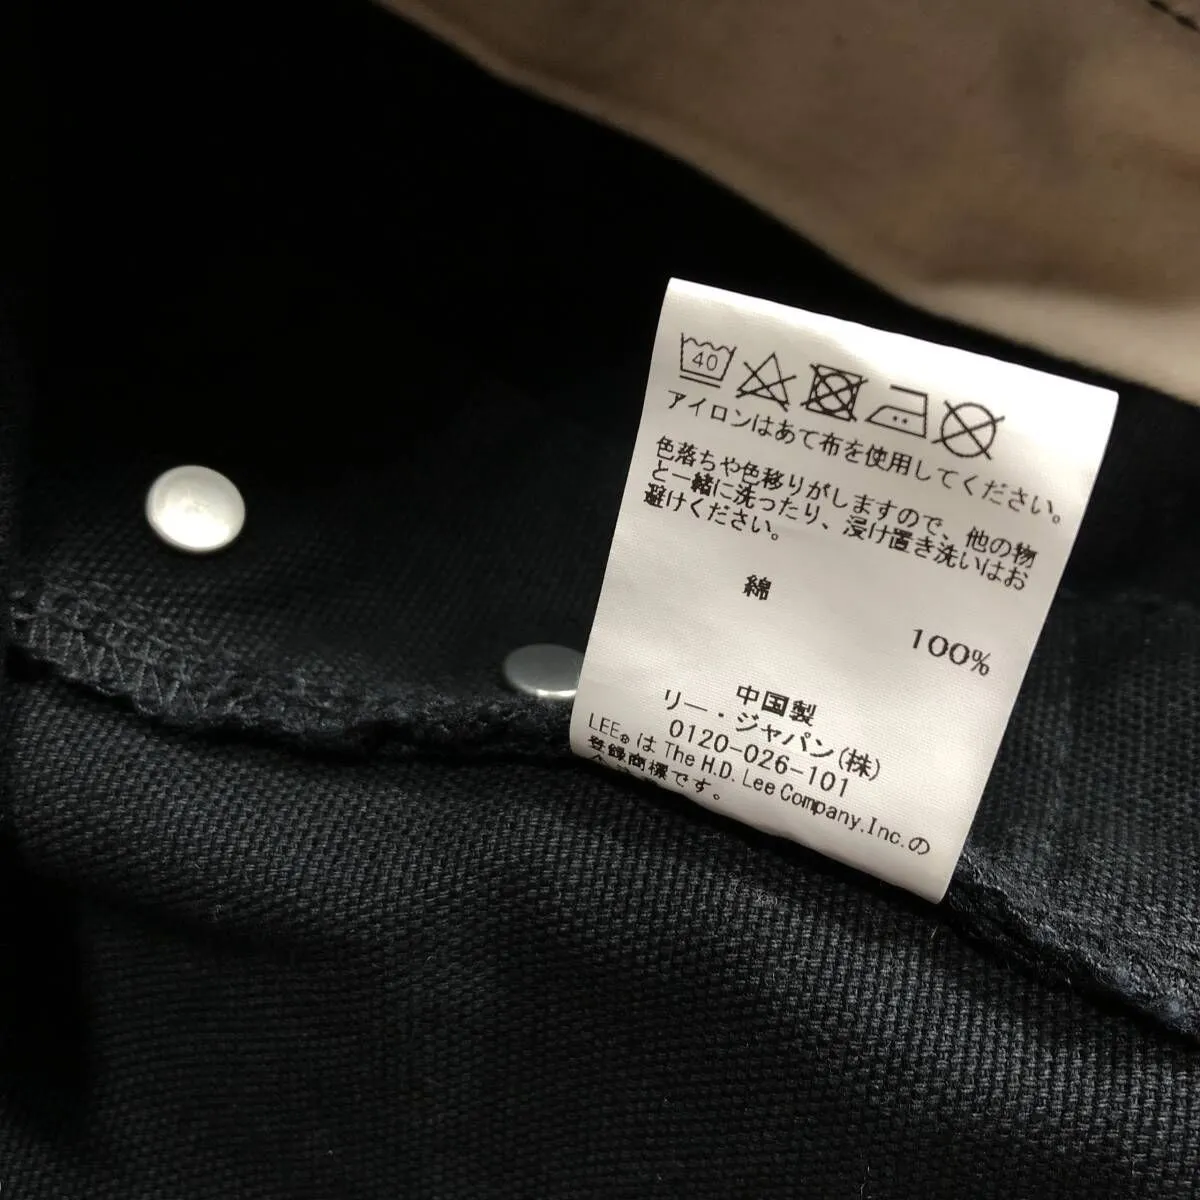 40
アイロンはあて布を使用してください。
色落ちや色移りがしますので、他の物
と一緒に洗ったり、浸け置き洗いはお
避けください。
綿
100%
中国製
リー・ジャパン(株)
0120-026-101
LEE®は The H.D. Lee Company,Inc.の
登録商標です。